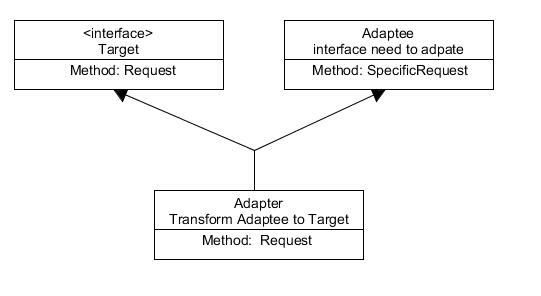 <interface>
Target
Method: Request
Adaptee
interface need to adpate
Method: SpecificRequest
Adapter
Transform Adaptee to Target
Method:  Request